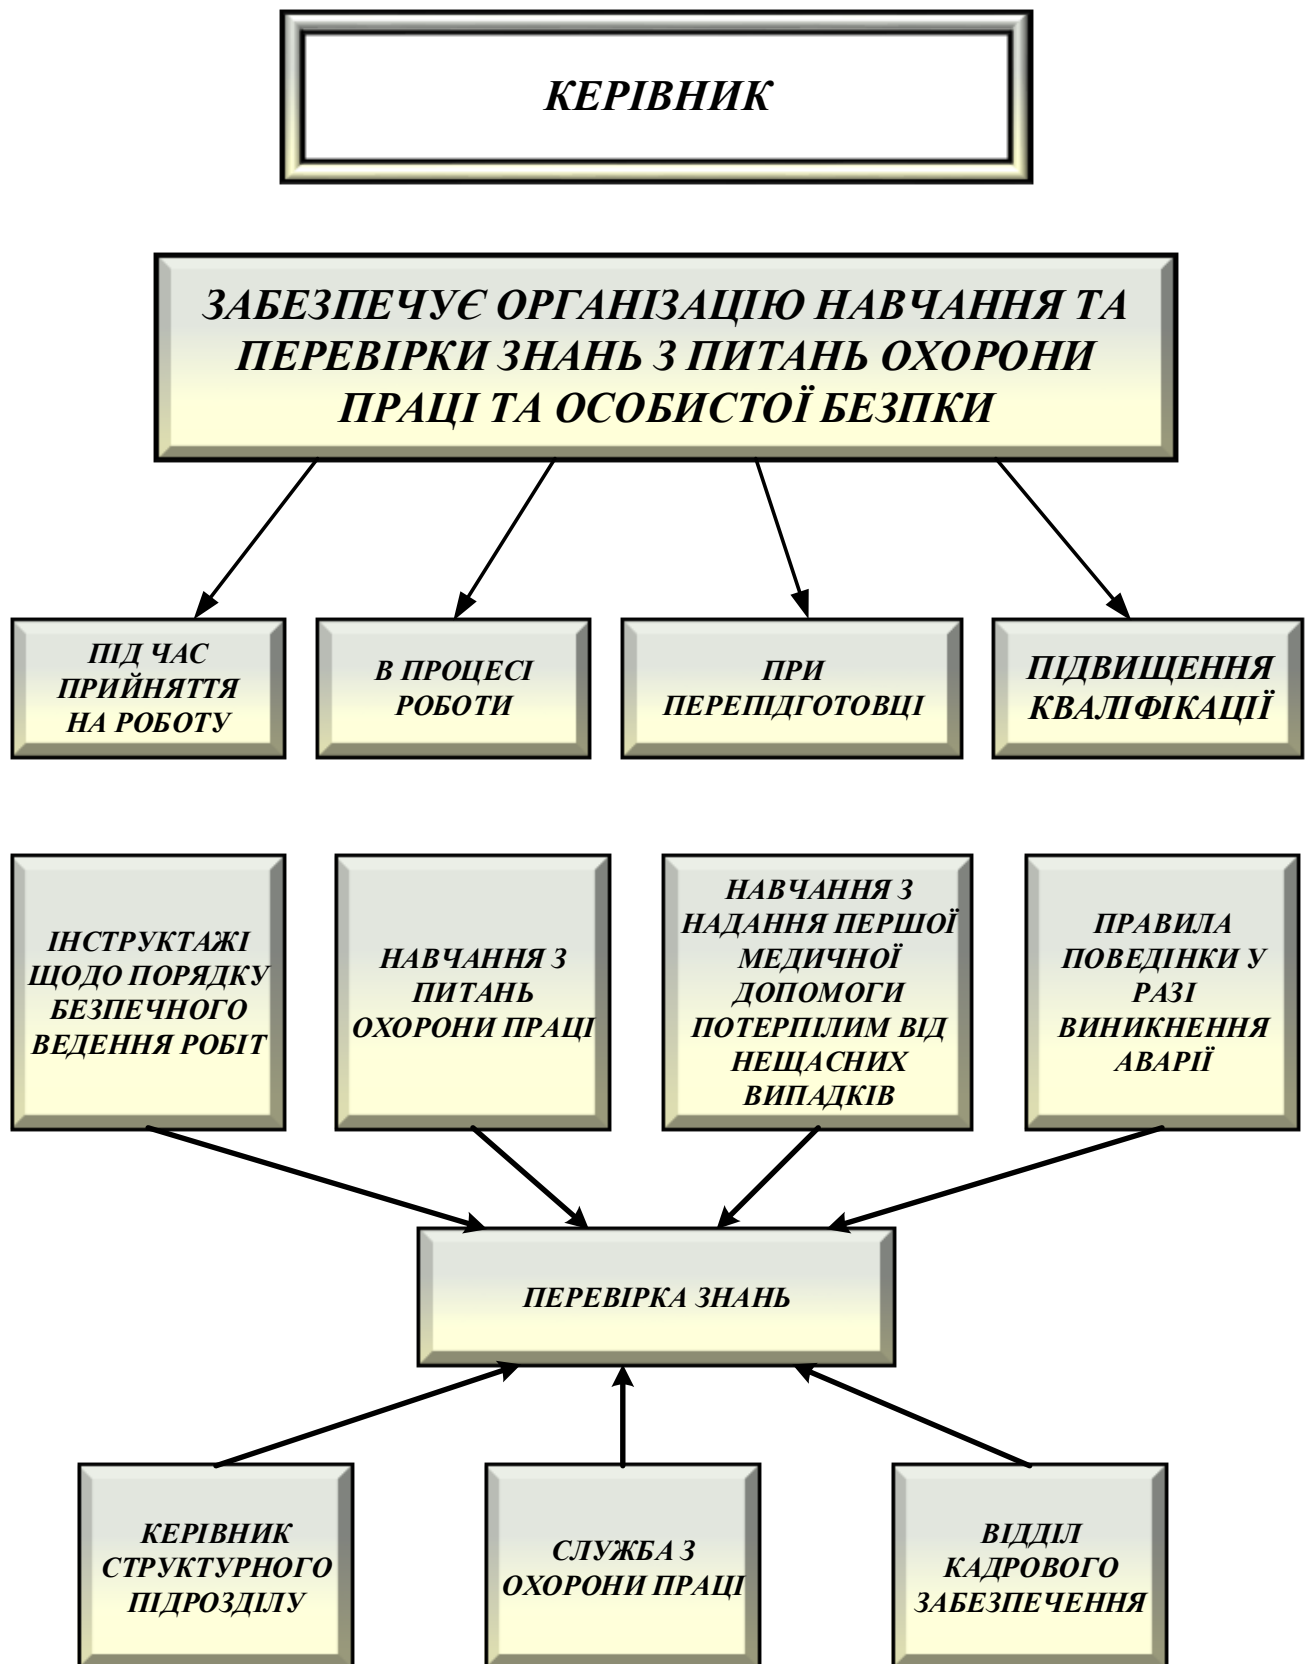 КЕРІВНИК
ЗАБЕЗПЕЧУЄ ОРГАНІЗАЦІЮ НАВЧАННЯ ТА
ПЕРЕВІРКИ ЗНАНЬ З ПИТАНЬ ОХОРОНИ
ПРАЦІ ТА ОСОБИСТОЇ БЕЗПКИ
ПІД ЧАС
ПРИЙНЯТТЯ
НА РОБОТУ
В ПРОЦЕСІ
РОБОТИ
ПРИ
ПЕРЕПІДГОТОВЦІ
ПІДВИЩЕННЯ
КВАЛІФІКАЦІЇ
ІНСТРУКТАЖІ
ЩОДО ПОРЯДКУ
БЕЗПЕЧНОГО
ВЕДЕННЯ РОБІТ
НАВЧАННЯ З
ПИТАНЬ
ОХОРОНИ ПРАЦІ
НАВЧАННЯ З
НАДАННЯ ПЕРШОЇ
МЕДИЧНОЇ
ДОПОМОГИ
ПОТЕРПІЛИМ ВІД
НЕЩАСНИХ
ВИПАДКІВ
ПРАВИЛА
ПОВЕДІНКИ У
РАЗІ
ВИНИКНЕННЯ
АВАРІЇ
ПЕРЕВІРКА ЗНАНЬ
КЕРІВНИК
СТРУКТУРНОГО
ПІДРОЗДІЛУ
СЛУЖБА З
ОХОРОНИ ПРАЦІ
ВІДДІЛ
КАДРОВОГО
ЗАБЕЗПЕЧЕННЯ